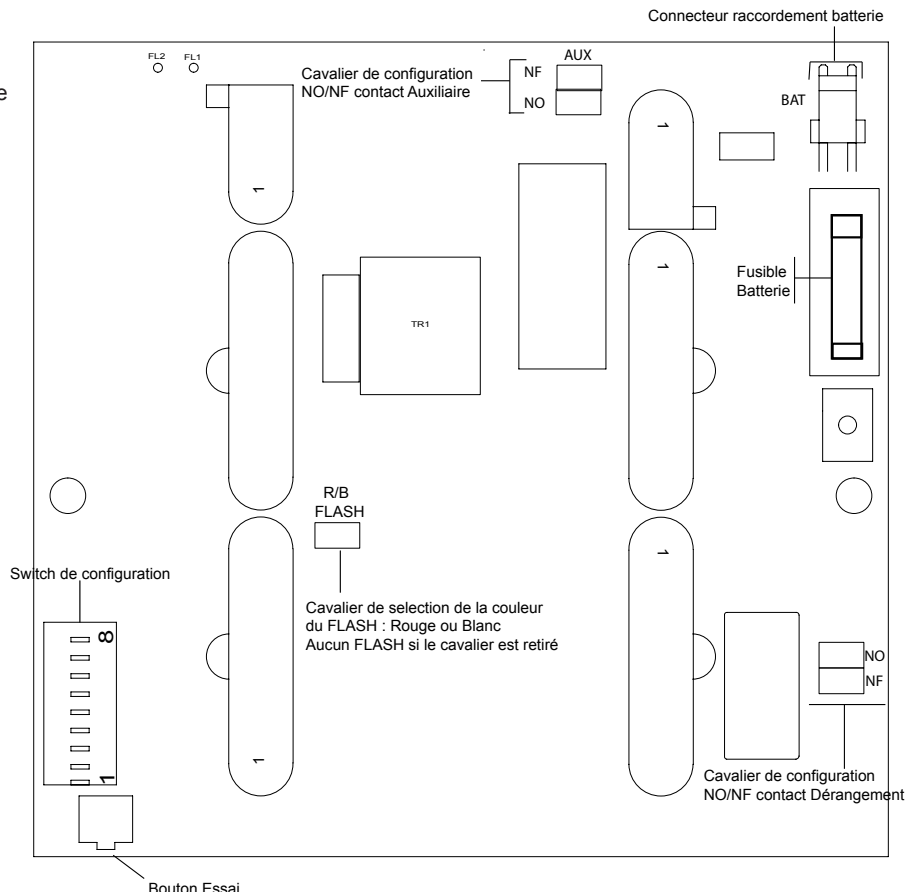 Connecteur raccordement batterie
FL2
FL1
e
Cavalier de configuration
NO/NF contact Auxiliaire
NF
NO
AUX
BAT
1
1
1
1
Fusible
Batterie
TR1
R/B
FLASH
Switch de configuration
Cavalier de selection de la couleur
du FLASH : Rouge ou Blanc
Aucun FLASH si le cavalier est retiré
8
1
1
1
NO
NF
Cavalier de configuration
NO/NF contact Dérangement
Bouton Essai